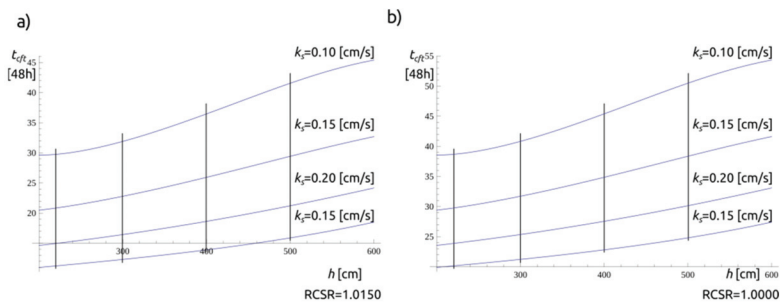 a)
t_cft
[48h]
45
40
35
30
25
20
300
400
500
600
k_s=0.10 [cm/s]
k_s=0.15 [cm/s]
k_s=0.20 [cm/s]
k_s=0.15 [cm/s]
h [cm]
RCSR=1.0150
b)
t_cft
[48h]
55
50
45
40
35
30
25
20
300
400
500
600
k_s=0.10 [cm/s]
k_s=0.15 [cm/s]
k_s=0.20 [cm/s]
k_s=0.15 [cm/s]
h [cm]
RCSR=1.0000